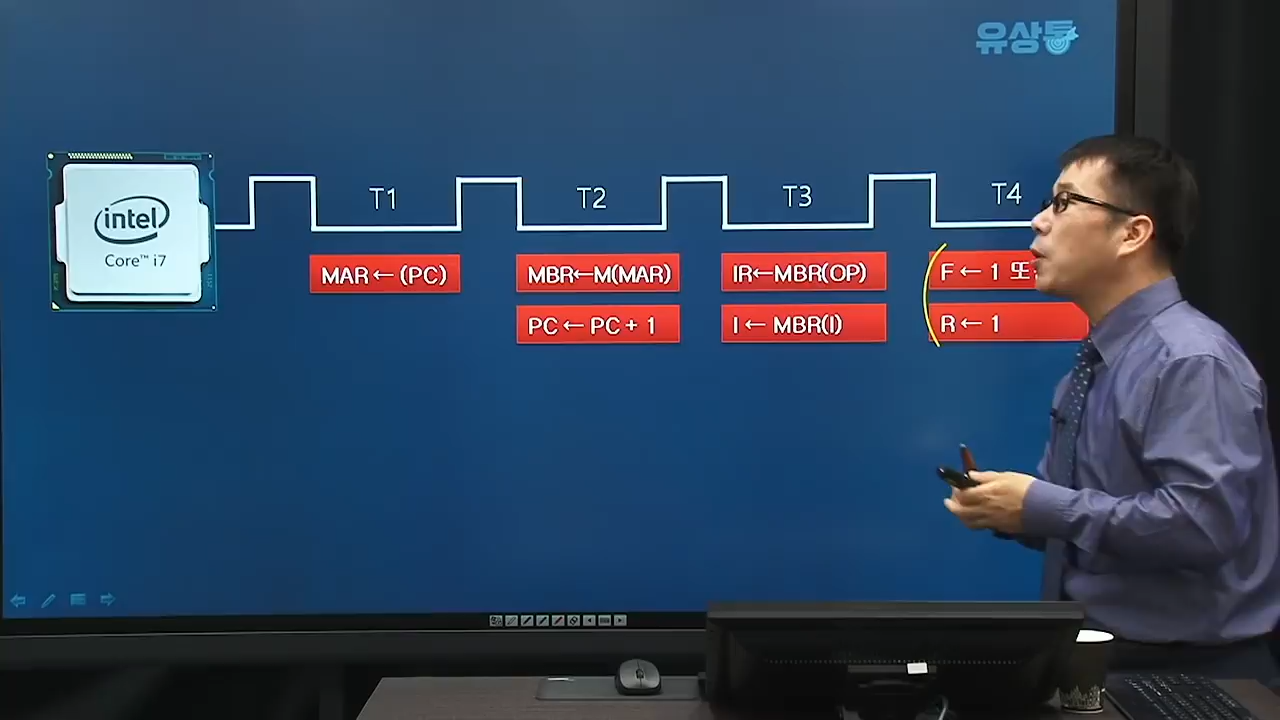 유상통
T1 T2 T3 T4
intel
Core™ i7
MAR ← (PC) MBR←M(MAR) IR←MBR(OP) F ← 1 또
PC ← PC + 1 I ← MBR(I) R ← 1